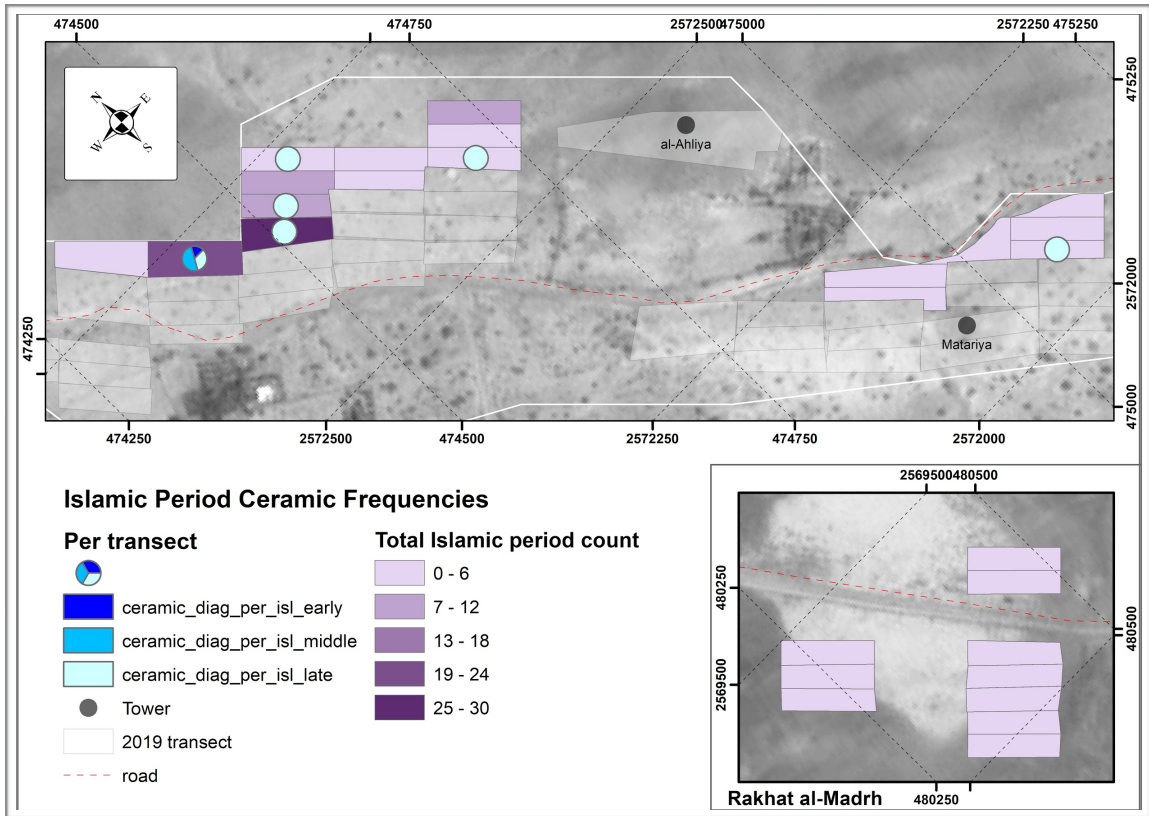 474500 474750 2572500475000 2572250 475250
475250
N E
W S
al-Ahliya
2572000
Matariya
474250
475000
474250 2572500 474500 2572250 474750 2572000
Islamic Period Ceramic Frequencies
Per transect
ceramic_diag_per_isl_early
ceramic_diag_per_isl_middle
ceramic_diag_per_isl_late
Tower
2019 transect
road
Total Islamic period count
0 - 6
7 - 12
13 - 18
19 - 24
25 - 30
2569500480500
480250
480500
2569500
Rakhat al-Madrh 480250